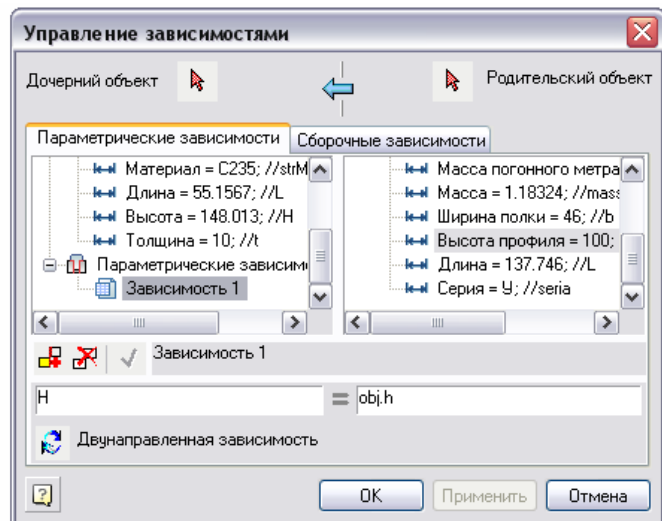 Управление зависимостями
Дочерний объект
Родительский объект
Параметрические зависимости
Сборочные зависимости
Материал = C235; //strM
Длина = 55.1567; //L
Высота = 148.013; //H
Толщина = 10; //t
Параметрические зависим
Зависимость 1
Масса погонного метра
Масса = 1.18324; //mass
Ширина полки = 46; //b
Высота профиля = 100;
Длина = 137.746; //L
Серия = У; //seria
Зависимость 1
H = obj.h
Двунаправленная зависимость
?
OK
Применить
Отмена